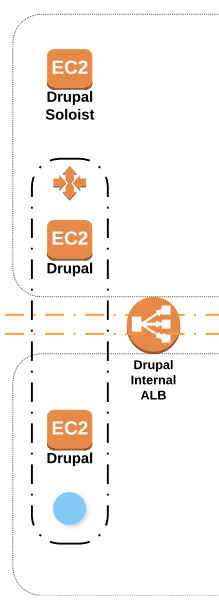 EC2
Drupal
Soloist
EC2
Drupal
Drupal
Internal
ALB
EC2
Drupal